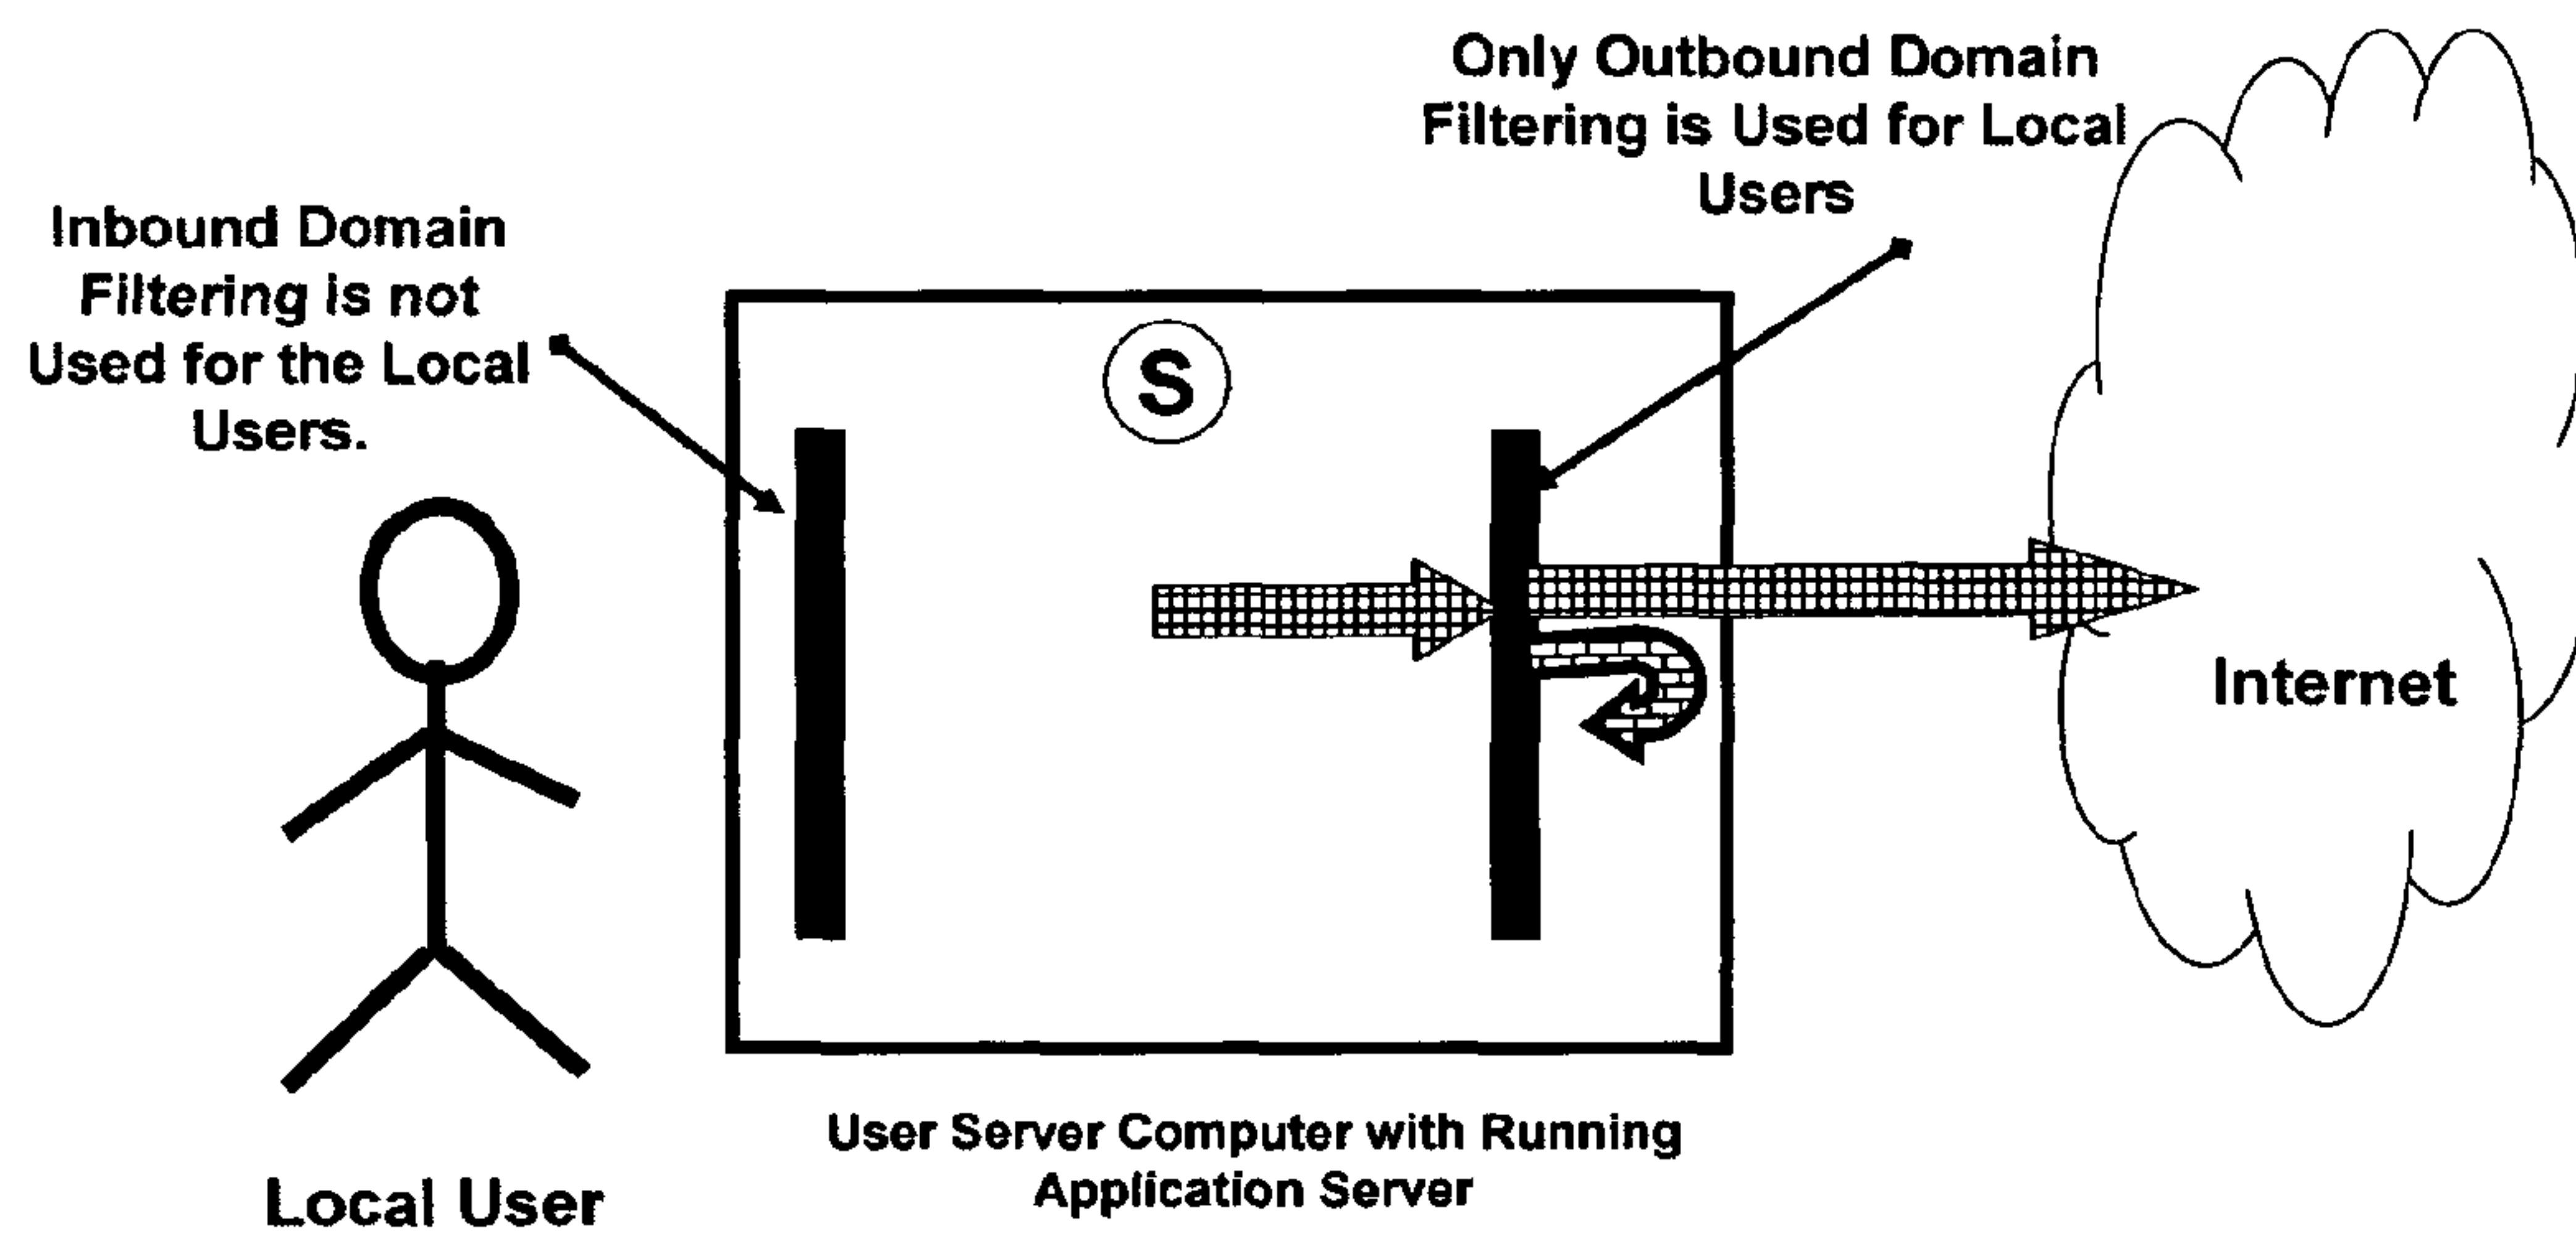 Only Outbound Domain
Filtering is Used for Local
Users
Inbound Domain
Filtering is not
Used for the Local
Users.
S
Internet
User Server Computer with Running
Application Server
Local User